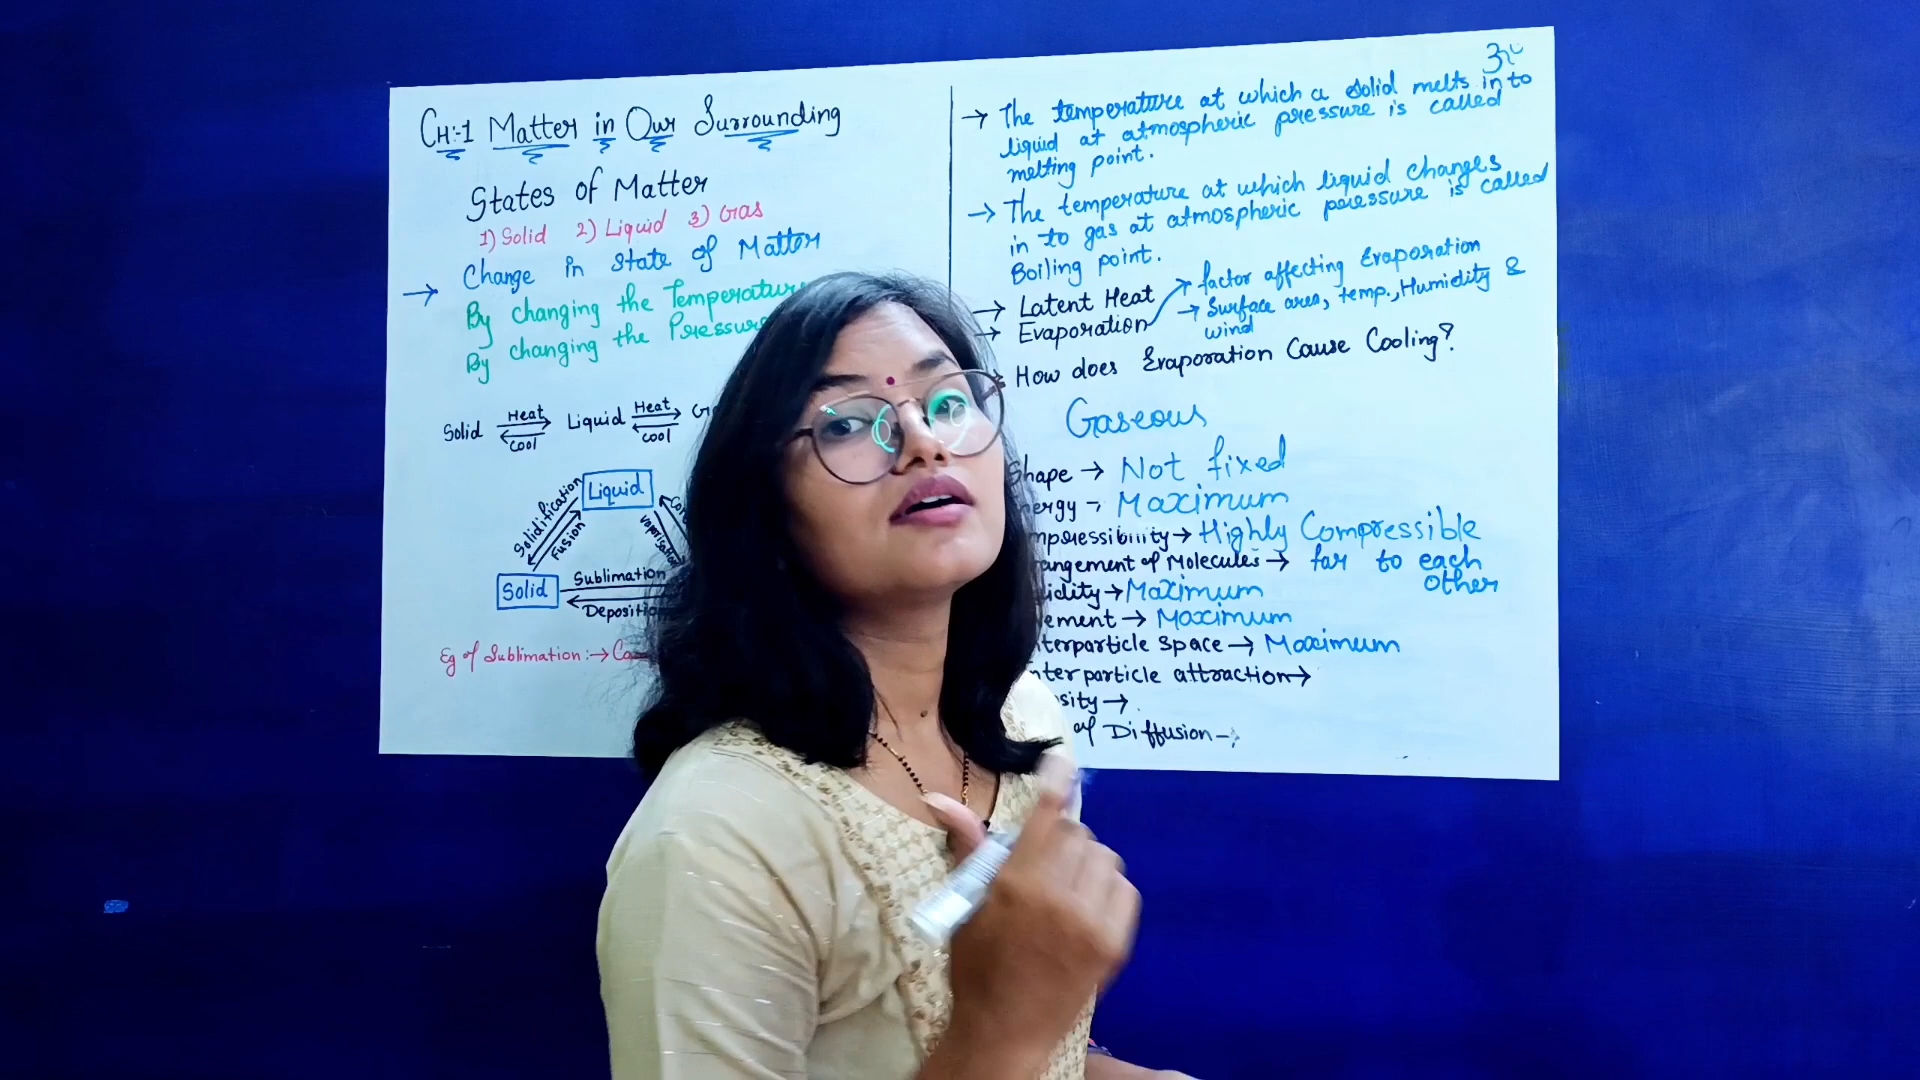 CH:-1 Matter in Our Surrounding
States of Matter
1) Solid 2) Liquid 3) Gas
→ Change in state of Matter
By changing the Temperature
By changing the Pressure
Solid Heat Cool Liquid Heat Cool
Liquid
Solidification
Fusion
Solid
Sublimation
Eg of Sublimation :→
→ The temperature at which a solid melts in to
liquid at atmospheric pressure is called
melting point.
→ The temperature at which liquid changes
in to gas at atmospheric pressure is called
Boiling point.
→ Latent Heat
→ Evaporation
→ factor affecting Evaporation
→ Surface area, temp., Humidity &
wind
How does Evaporation Cause Cooling?
Gaseous
Shape → Not fixed
→ Maximum
→ Highly Compressible
of Molecules → far to each
other
→ Maximum
→ Maximum
Space → Maximum
attraction →
→
of Diffusion →